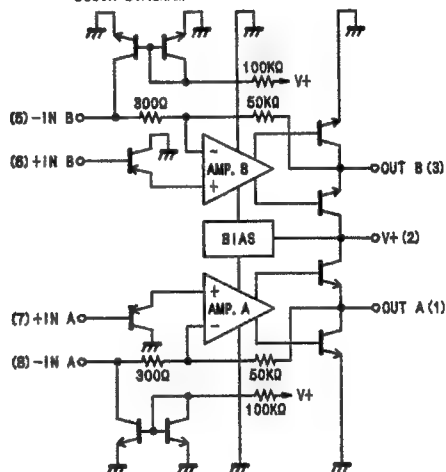 100KΩ
V+
300Ω
50KΩ
(5)-IN B
(6)+IN B
-
AMP. B
+
OUT B(3)
BIAS
V+(2)
+
AMP. A
-
(7)+IN A
OUT A(1)
(8)-IN A
300Ω
50KΩ
V+
100KΩ